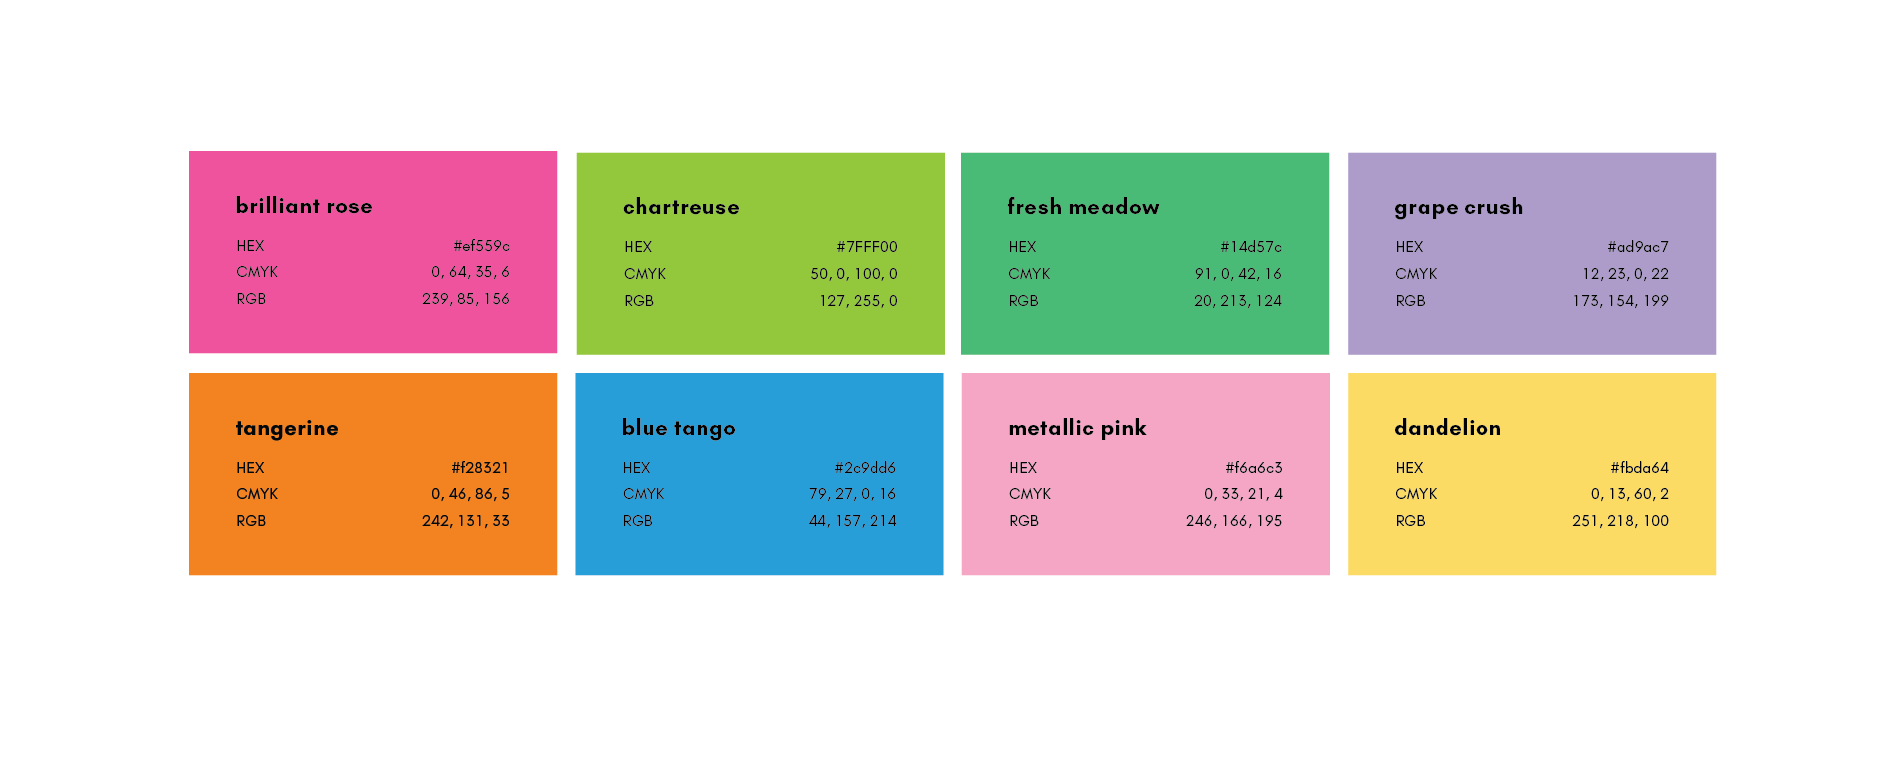 brilliant rose
HEX #ef559c
CMYK 0, 64, 35, 6
RGB 239, 85, 156
chartreuse
HEX #7FFF00
CMYK 50, 0, 100, 0
RGB 127, 255, 0
fresh meadow
HEX #14d57c
CMYK 91, 0, 42, 16
RGB 20, 213, 124
grape crush
HEX #ad9ac7
CMYK 12, 23, 0, 22
RGB 173, 154, 199
tangerine
HEX #f28321
CMYK 0, 46, 86, 5
RGB 242, 131, 33
blue tango
HEX #2c9dd6
CMYK 79, 27, 0, 16
RGB 44, 157, 214
metallic pink
HEX #f6a6c3
CMYK 0, 33, 21, 4
RGB 246, 166, 195
dandelion
HEX #fbda64
CMYK 0, 13, 60, 2
RGB 251, 218, 100